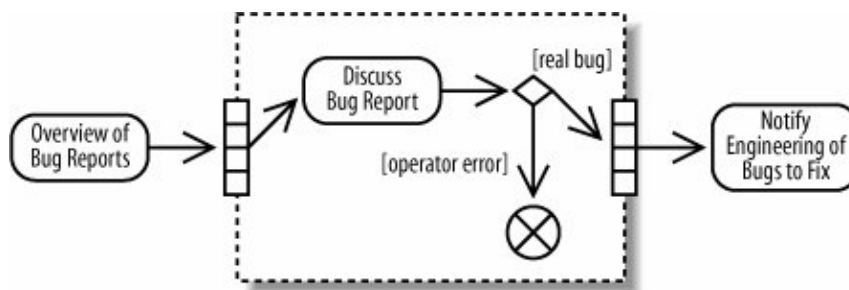 Overview of
Bug Reports
Discuss
Bug Report
[real bug]
[operator error]
Notify
Engineering of
Bugs to Fix